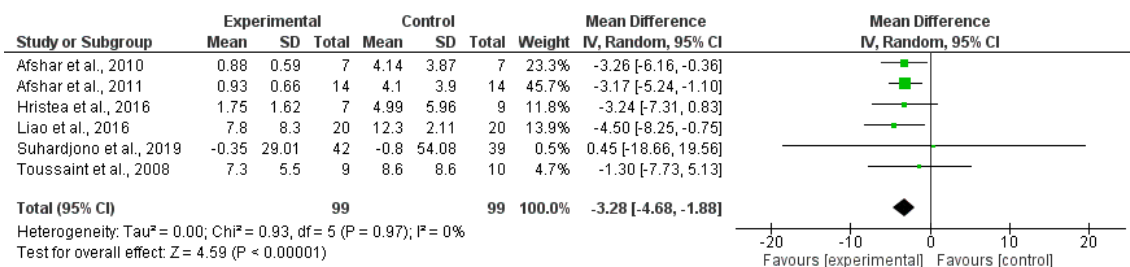 Experimental Control Mean Difference Mean Difference
Study or Subgroup Mean SD Total Mean SD Total Weight IV, Random, 95% CI IV, Random, 95% CI
Afshar et al., 2010 0.88 0.59 7 4.14 3.87 7 23.3% -3.26 [-6.16, -0.36]
Afshar et al., 2011 0.93 0.66 14 4.1 3.9 14 45.7% -3.17 [-5.24, -1.10]
Hristea et al., 2016 1.75 1.62 7 4.99 5.96 9 11.8% -3.24 [-7.31, 0.83]
Liao et al., 2016 7.8 8.3 20 12.3 2.11 20 13.9% -4.50 [-8.25, -0.75]
Suhardjono et al., 2019 -0.35 29.01 42 -0.8 54.08 39 0.5% 0.45 [-18.66, 19.56]
Toussaint et al., 2008 7.3 5.5 9 8.6 8.6 10 4.7% -1.30 [-7.73, 5.13]
Total (95% CI) 99 99 100.0% -3.28 [-4.68, -1.88]
Heterogeneity: Tau² = 0.00; Chi² = 0.93, df = 5 (P = 0.97); I² = 0%
Test for overall effect: Z = 4.59 (P < 0.00001)
-20 -10 0 10 20
Favours [experimental] Favours [control]